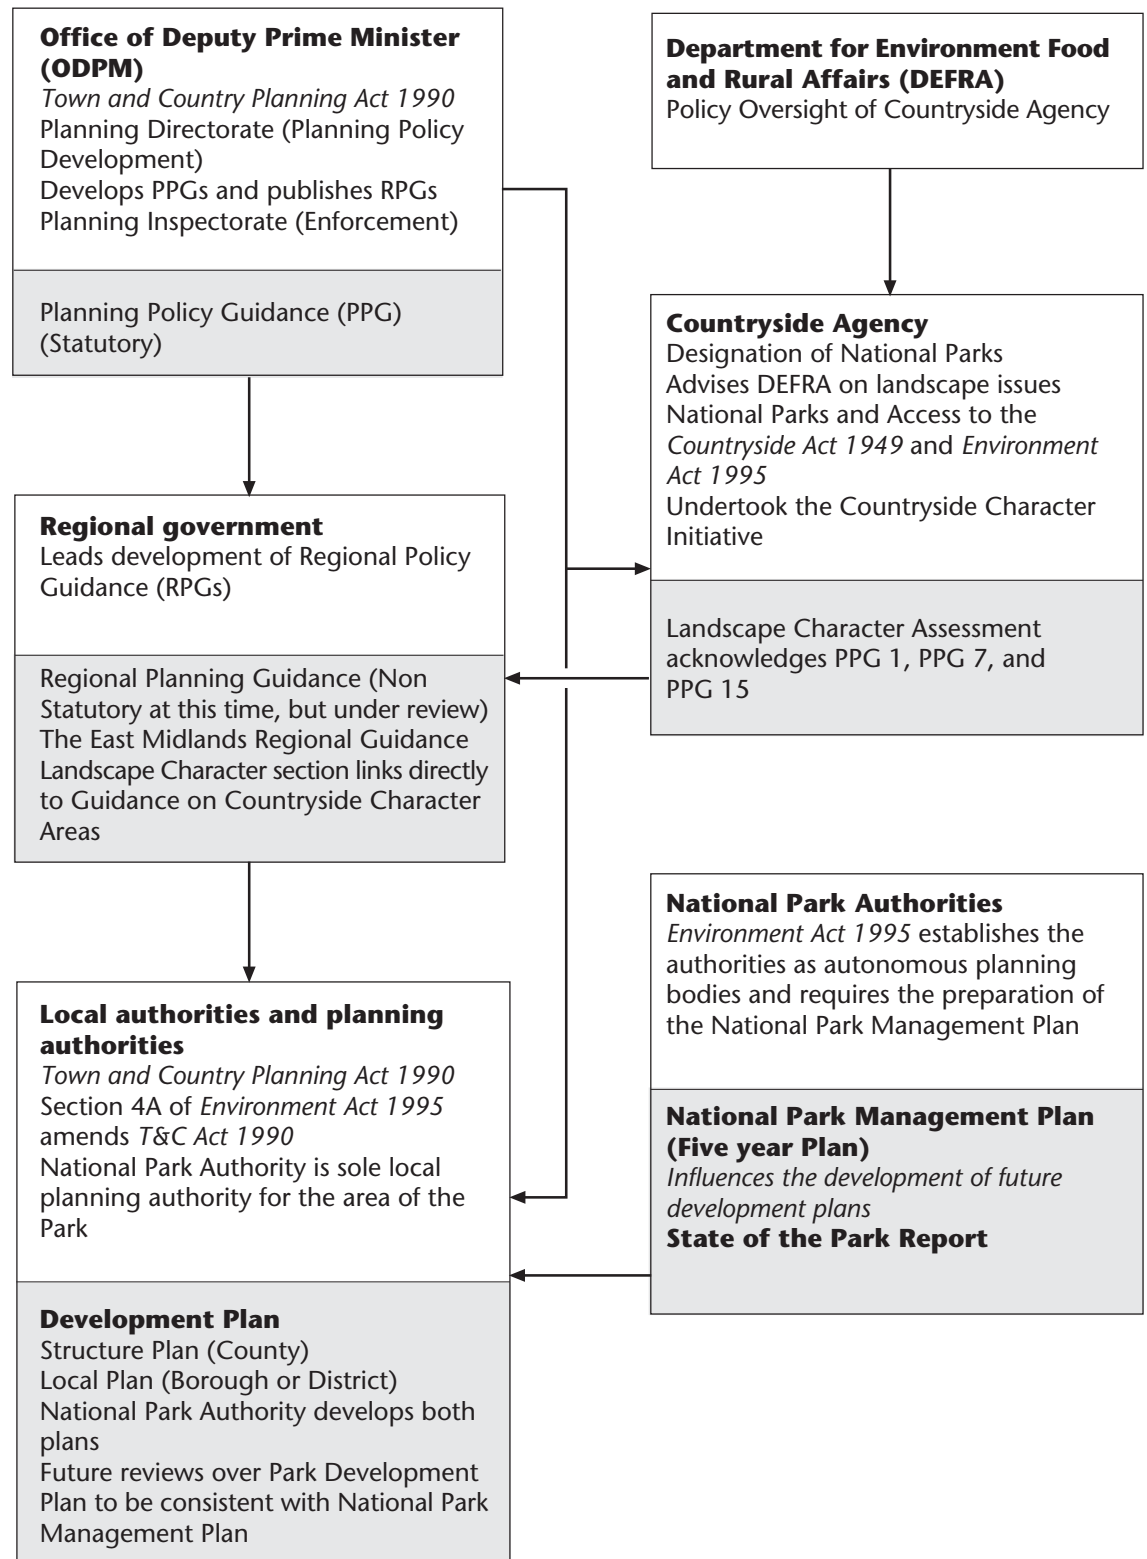 Office of Deputy Prime Minister
(ODPM)
Town and Country Planning Act 1990
Planning Directorate (Planning Policy
Development)
Develops PPGs and publishes RPGs
Planning Inspectorate (Enforcement)
Planning Policy Guidance (PPG)
(Statutory)
Department for Environment Food
and Rural Affairs (DEFRA)
Policy Oversight of Countryside Agency
Countryside Agency
Designation of National Parks
Advises DEFRA on landscape issues
National Parks and Access to the
Countryside Act 1949 and Environment
Act 1995
Undertook the Countryside Character
Initiative
Landscape Character Assessment
acknowledges PPG 1, PPG 7, and
PPG 15
Regional government
Leads development of Regional Policy
Guidance (RPGs)
Regional Planning Guidance (Non
Statutory at this time, but under review)
The East Midlands Regional Guidance
Landscape Character section links directly
to Guidance on Countryside Character
Areas
National Park Authorities
Environment Act 1995 establishes the
authorities as autonomous planning
bodies and requires the preparation of
the National Park Management Plan
National Park Management Plan
(Five year Plan)
Influences the development of future
development plans
State of the Park Report
Local authorities and planning
authorities
Town and Country Planning Act 1990
Section 4A of Environment Act 1995
amends T&C Act 1990
National Park Authority is sole local
planning authority for the area of the
Park
Development Plan
Structure Plan (County)
Local Plan (Borough or District)
National Park Authority develops both
plans
Future reviews over Park Development
Plan to be consistent with National Park
Management Plan